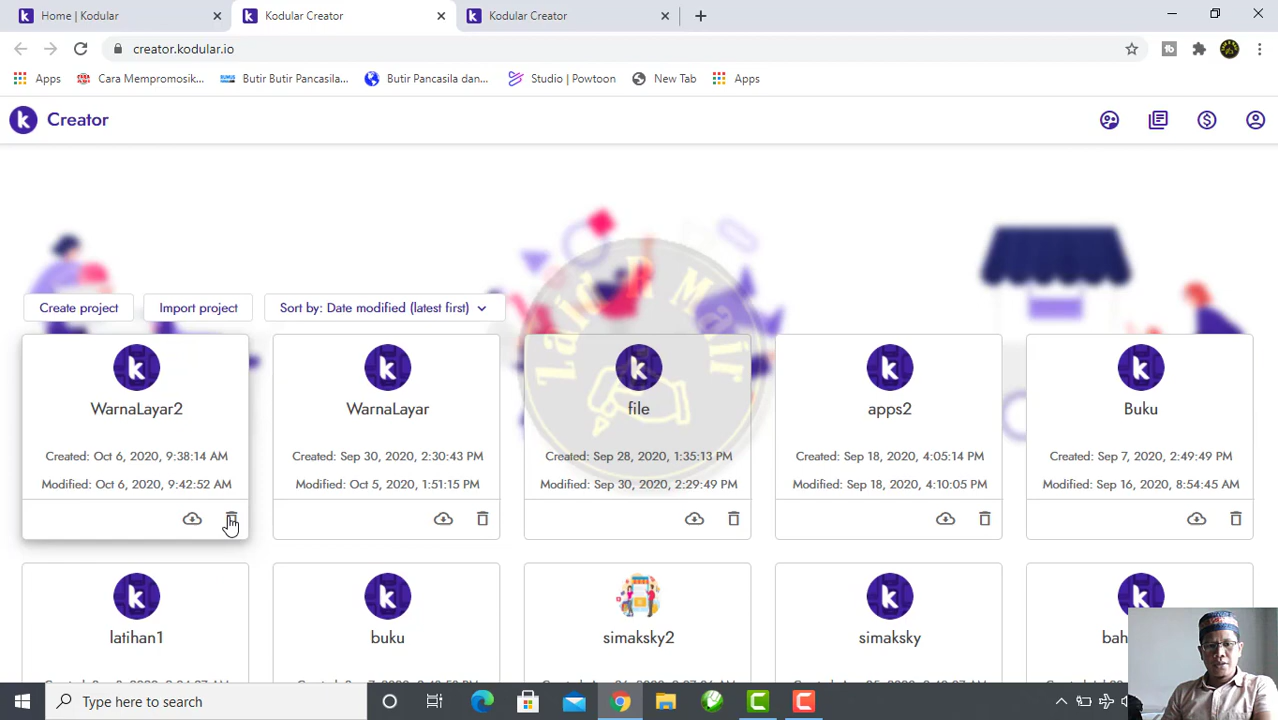 Home | Kodular
Kodular Creator
Kodular Creator
creator.kodular.io
Apps
Cara Mempromosik...
Butir Butir Pancasila...
Butir Pancasila dan...
Studio | Powtoon
New Tab
Apps
Creator
Create project
Import project
Sort by: Date modified (latest first)
WarnaLayar2
Created: Oct 6, 2020, 9:38:14 AM
Modified: Oct 6, 2020, 9:42:52 AM
WarnaLayar
Created: Sep 30, 2020, 2:30:43 PM
Modified: Oct 5, 2020, 1:51:15 PM
file
Created: Sep 28, 2020, 1:35:13 PM
Modified: Sep 30, 2020, 2:29:49 PM
apps2
Created: Sep 18, 2020, 4:05:14 PM
Modified: Sep 18, 2020, 4:10:05 PM
Buku
Created: Sep 7, 2020, 2:49:49 PM
Modified: Sep 16, 2020, 8:54:45 AM
latihan1
buku
simaksky2
simaksky
Type here to search